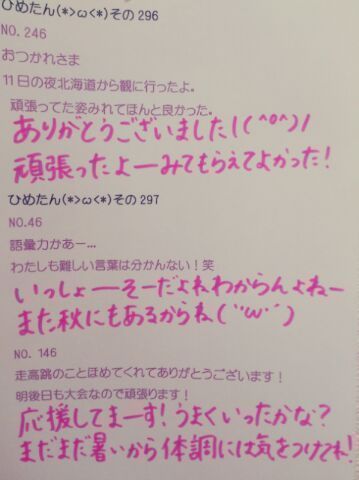 ひめたん(*>ω<*)その296
NO.246
おつかれさま
11日の夜北海道から観に行ったよ。
頑張ってた姿みれてほんと良かった。
ありがとうございました!(^o^)/
頑張ったよーみてもらえてよかった!
ひめたん(*>ω<*)その297
NO.46
語彙力かあー…
わたしも難しい言葉は分かんない!笑
いっしょーそーだよねわからんよねー
また秋にもあるからね(¨ω¨)
NO. 146
走高跳のことほめてくれてありがとうございます!
明後日も大会なので頑張ります!
応援してまーす!うまくいったかな?
まだまだ暑いから体調には気をつけてね!